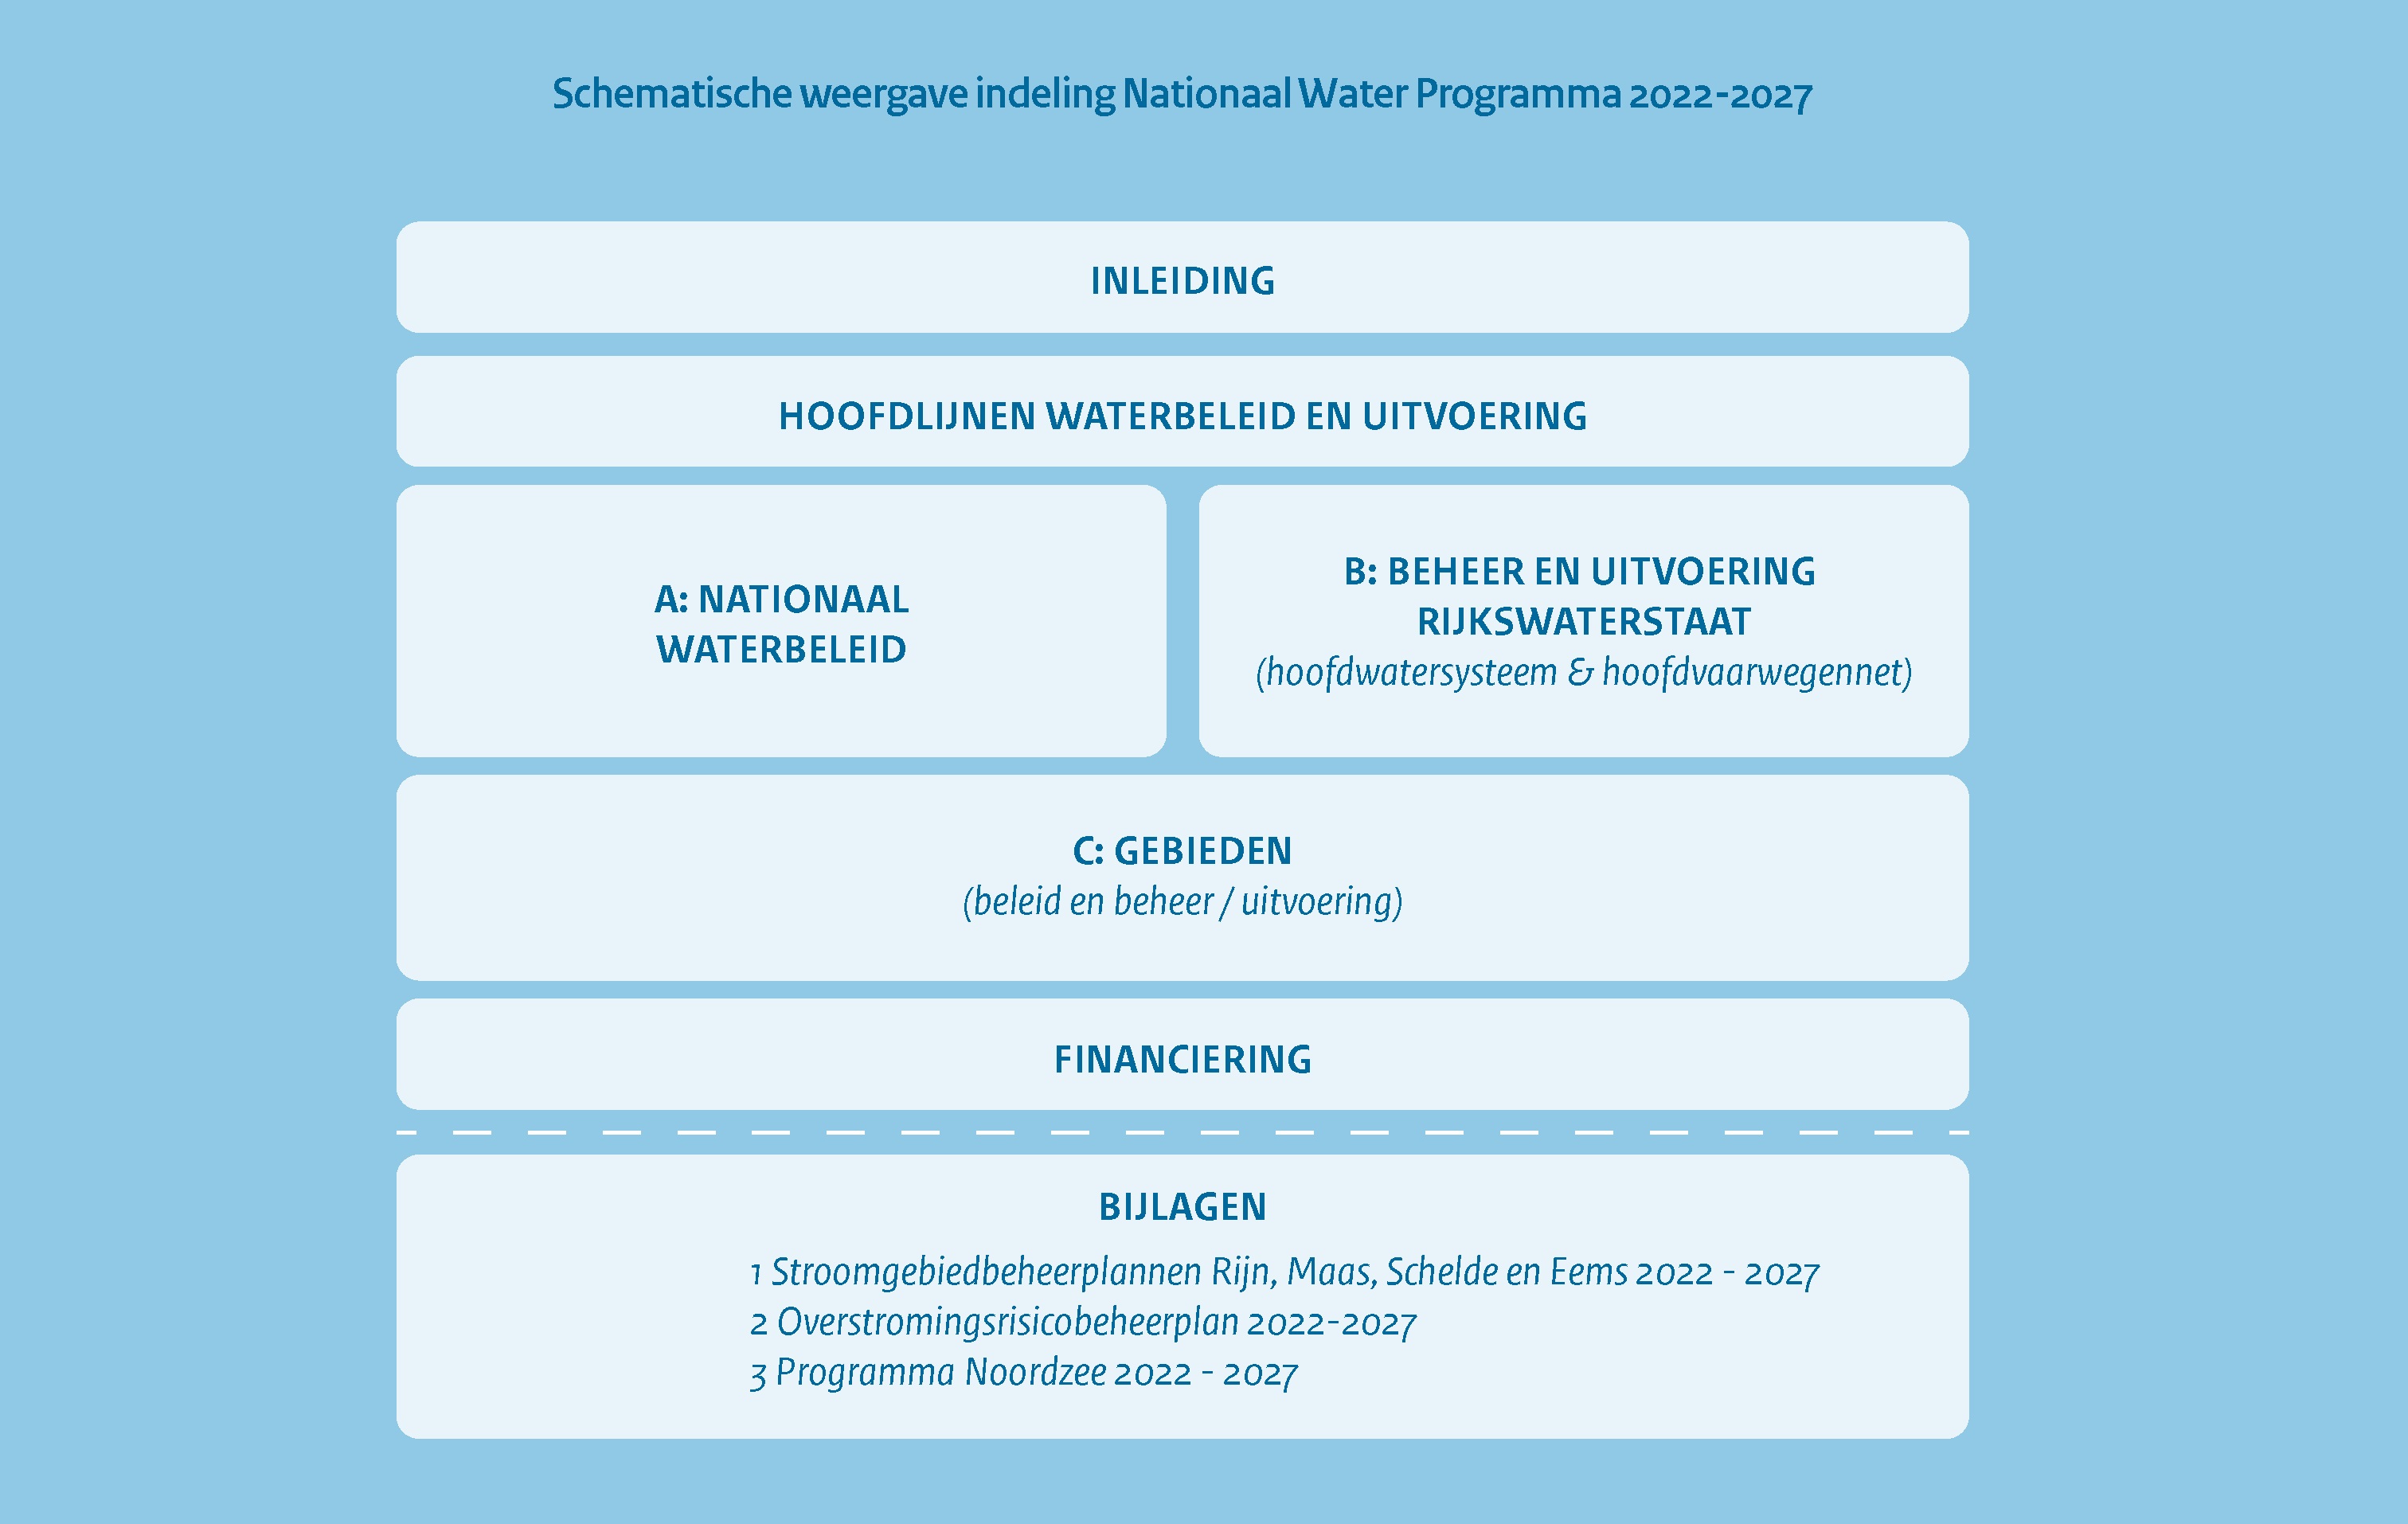 Schematische weergave indeling Nationaal Water Programma 2022-2027
INLEIDING
HOOFDLIJNEN WATERBELEID EN UITVOERING
A: NATIONAAL
WATERBELEID
B: BEHEER EN UITVOERING
RIJKSWATERSTAAT
(hoofdwatersysteem & hoofdvaarwegennet)
C: GEBIEDEN
(beleid en beheer / uitvoering)
FINANCIERING
BIJLAGEN
1 Stroomgebiedbeheerplannen Rijn, Maas, Schelde en Eems 2022 - 2027
2 Overstromingsrisicobeheerplan 2022-2027
3 Programma Noordzee 2022 - 2027